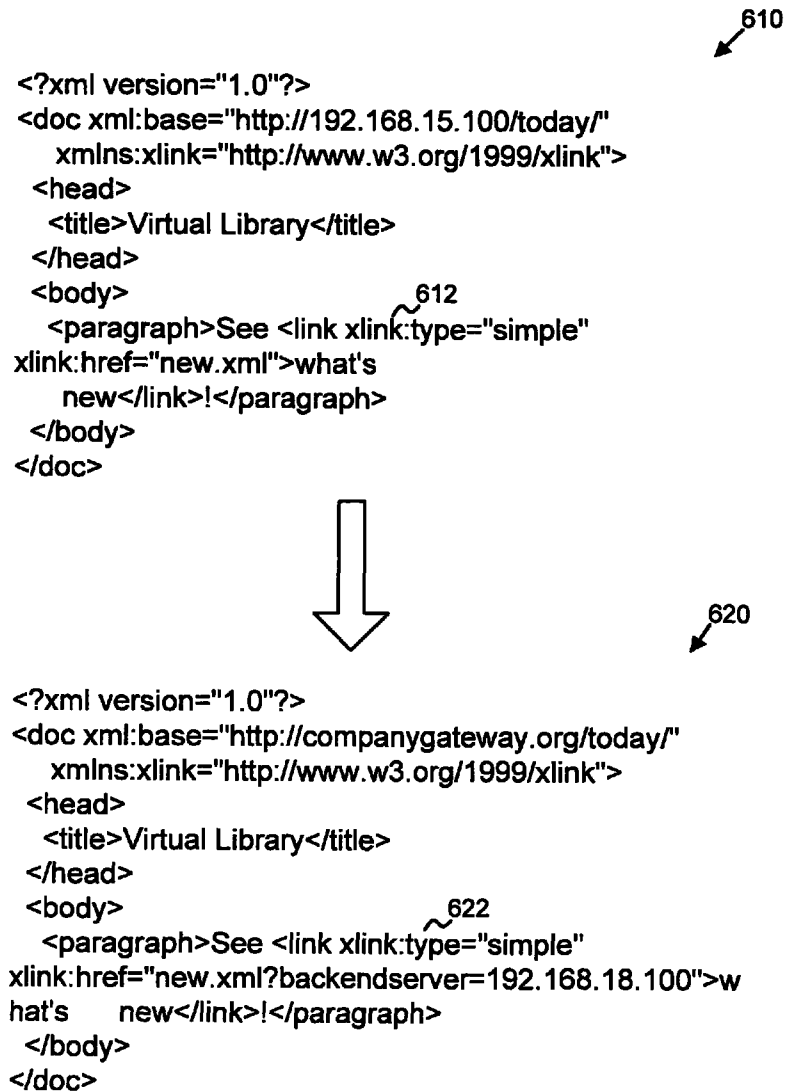 610
<?xml version="1.0"?>
<doc xml:base="http://192.168.15.100/today/"
xmlns:xlink="http://www.w3.org/1999/xlink">
<head>
<title>Virtual Library</title>
</head>
<body>
612
<paragraph>See <link xlink:type="simple"
xlink:href="new.xml">what's
new</link>!</paragraph>
</body>
</doc>
620
<?xml version="1.0"?>
<doc xml:base="http://companygateway.org/today/"
xmlns:xlink="http://www.w3.org/1999/xlink">
<head>
<title>Virtual Library</title>
</head>
<body>
622
<paragraph>See <link xlink:type="simple"
xlink:href="new.xml?backendserver=192.168.18.100">w
hat's new</link>!</paragraph>
</body>
</doc>